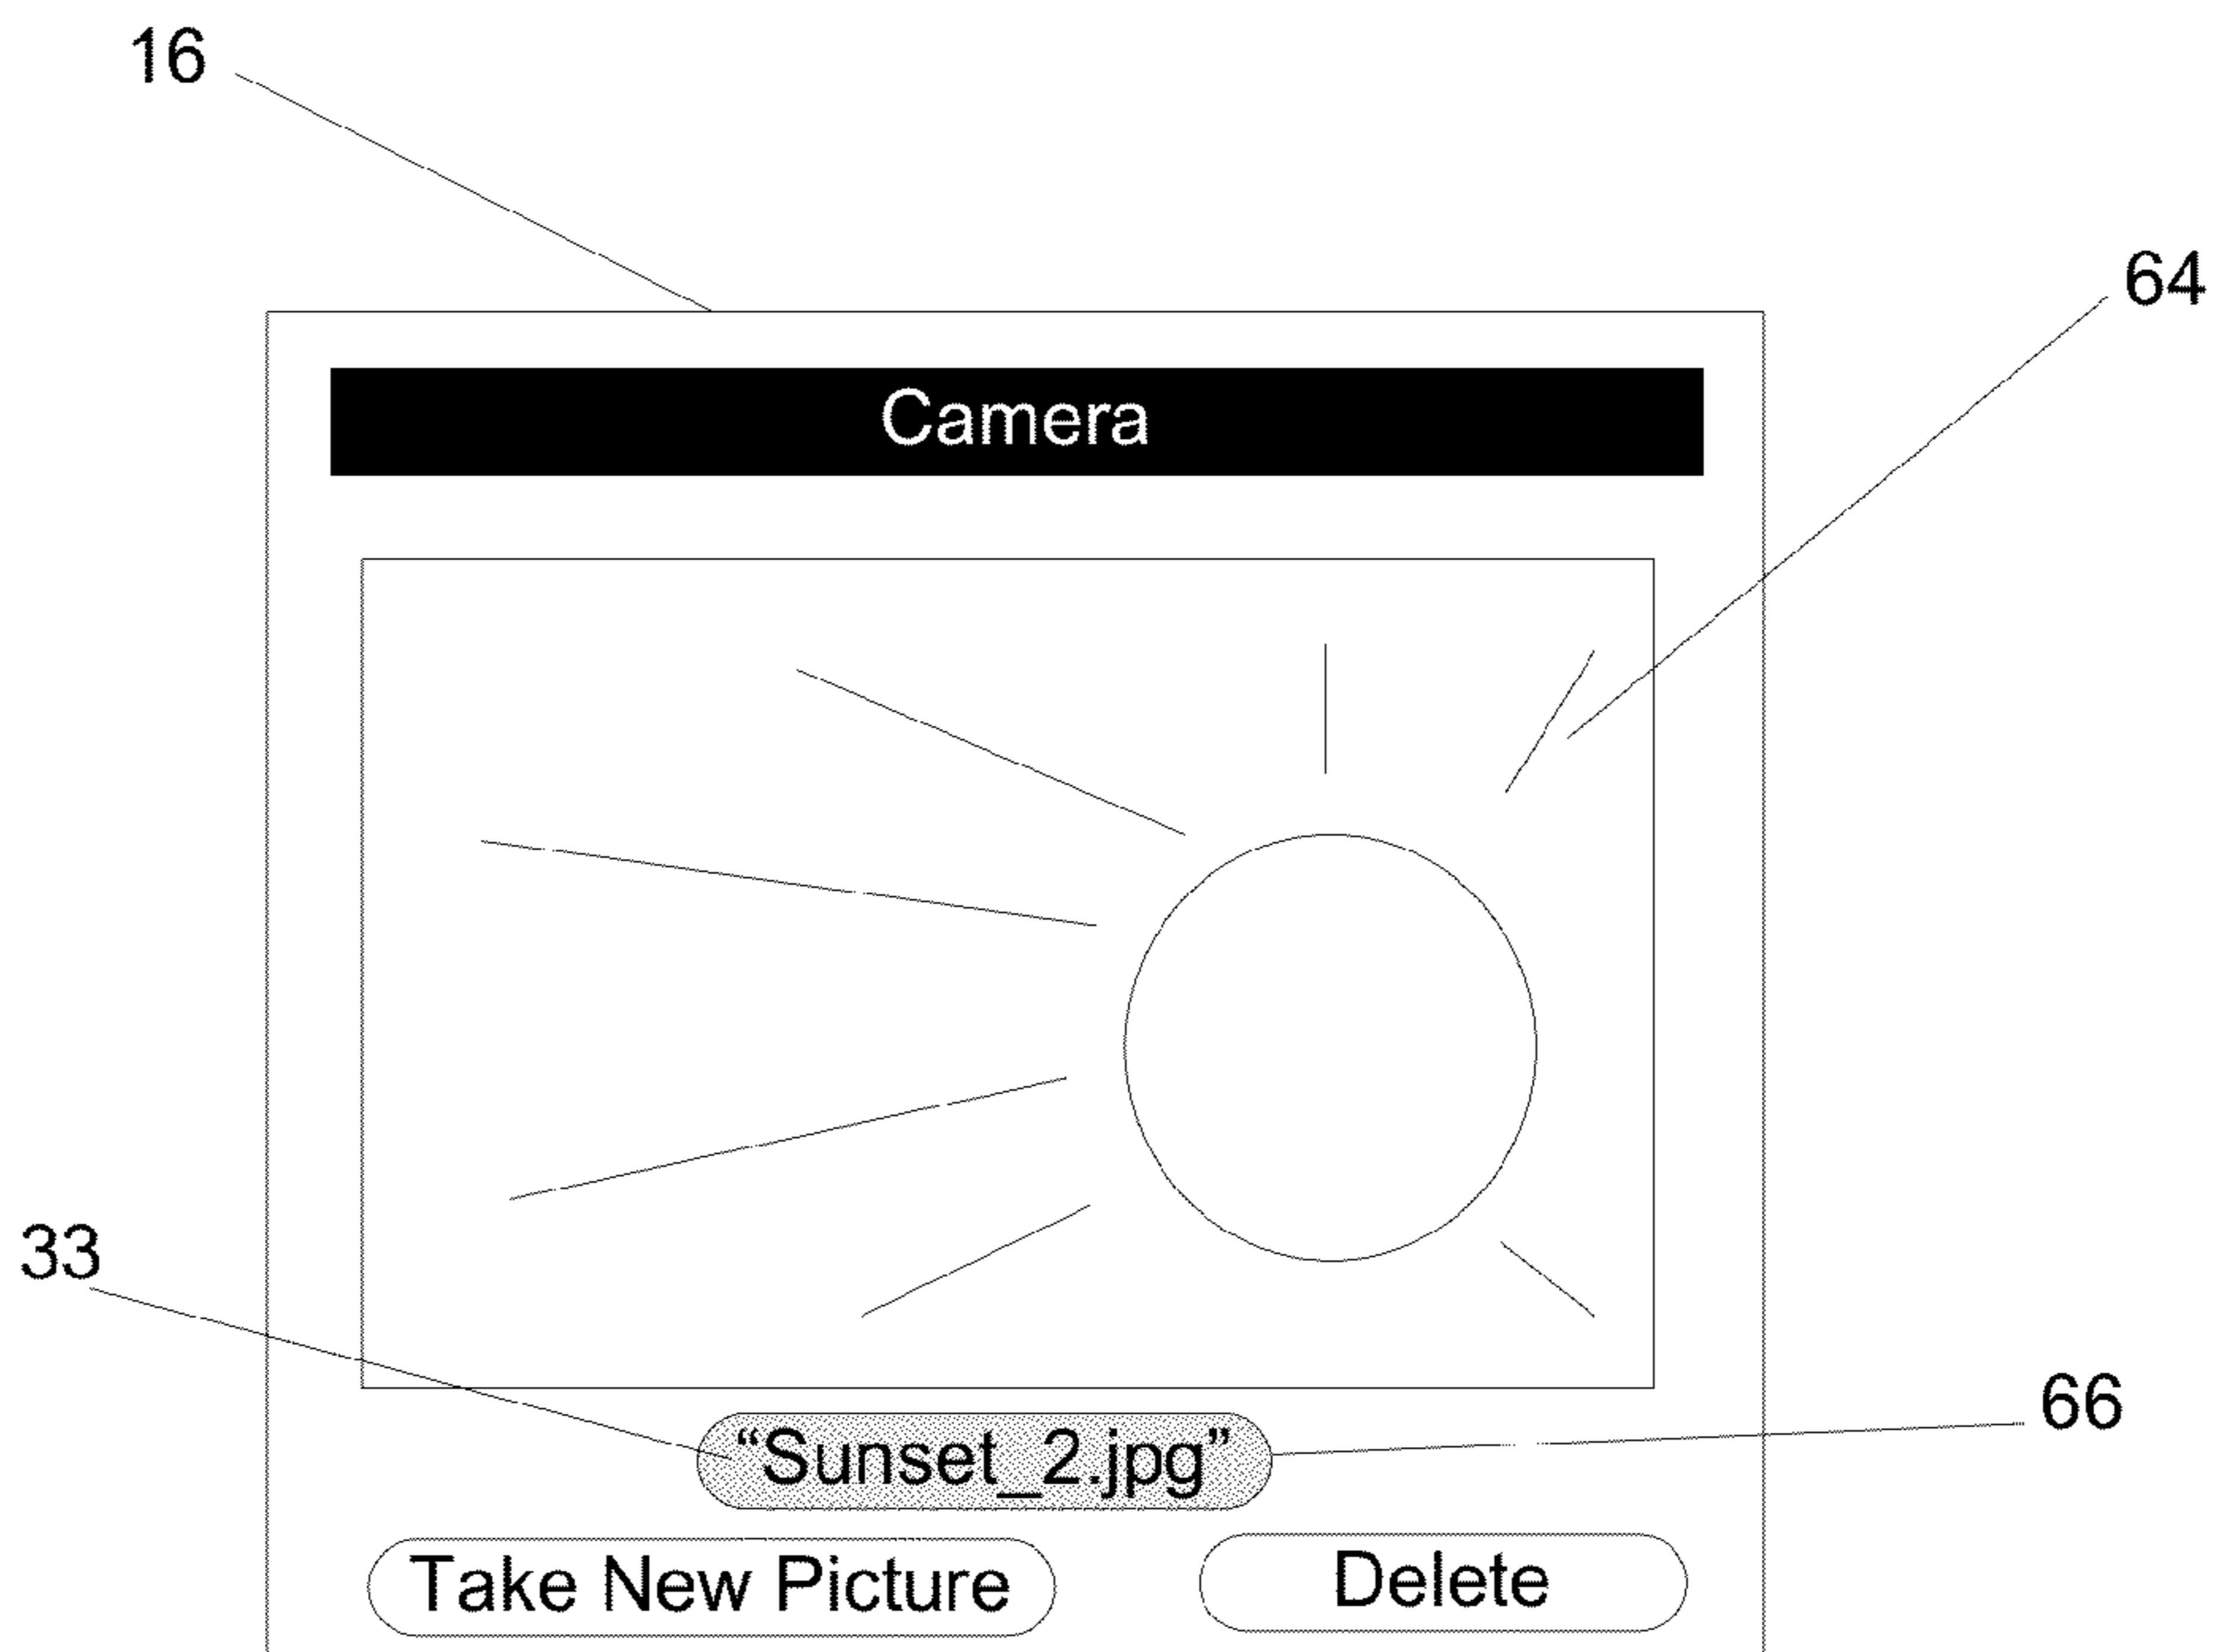 16
64
Camera
33
66
“Sunset_2.jpg”
Take New Picture
Delete